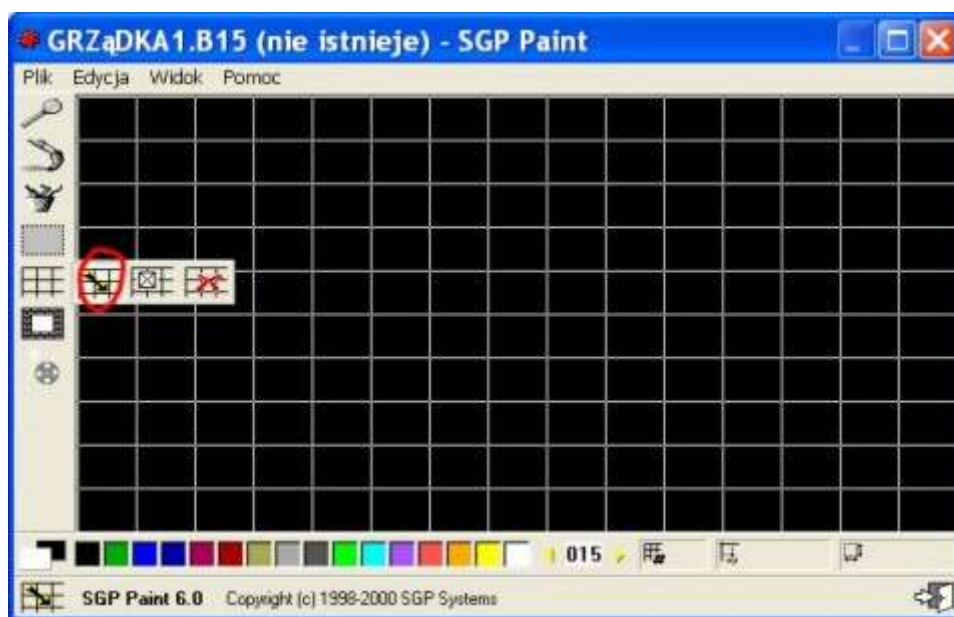 GRZąDKA1.B15 (nie istnieje) - SGP Paint
Plik Edycja Widok Pomoc
015
SGP Paint 6.0 Copyright (c) 1998-2000 SGP Systems